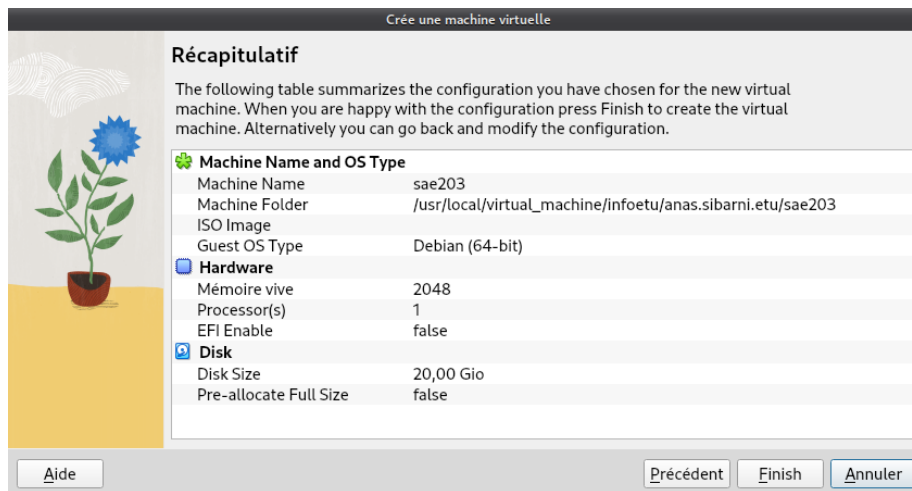 Crée une machine virtuelle
Récapitulatif
The following table summarizes the configuration you have chosen for the new virtual
machine. When you are happy with the configuration press Finish to create the virtual
machine. Alternatively you can go back and modify the configuration.
Machine Name and OS Type
Machine Name sae203
Machine Folder /usr/local/virtual_machine/infoetu/anas.sibarni.etu/sae203
ISO Image
Guest OS Type Debian (64-bit)
Hardware
Mémoire vive 2048
Processor(s) 1
EFI Enable false
Disk
Disk Size 20,00 Gio
Pre-allocate Full Size false
Aide Précédent Finish Annuler